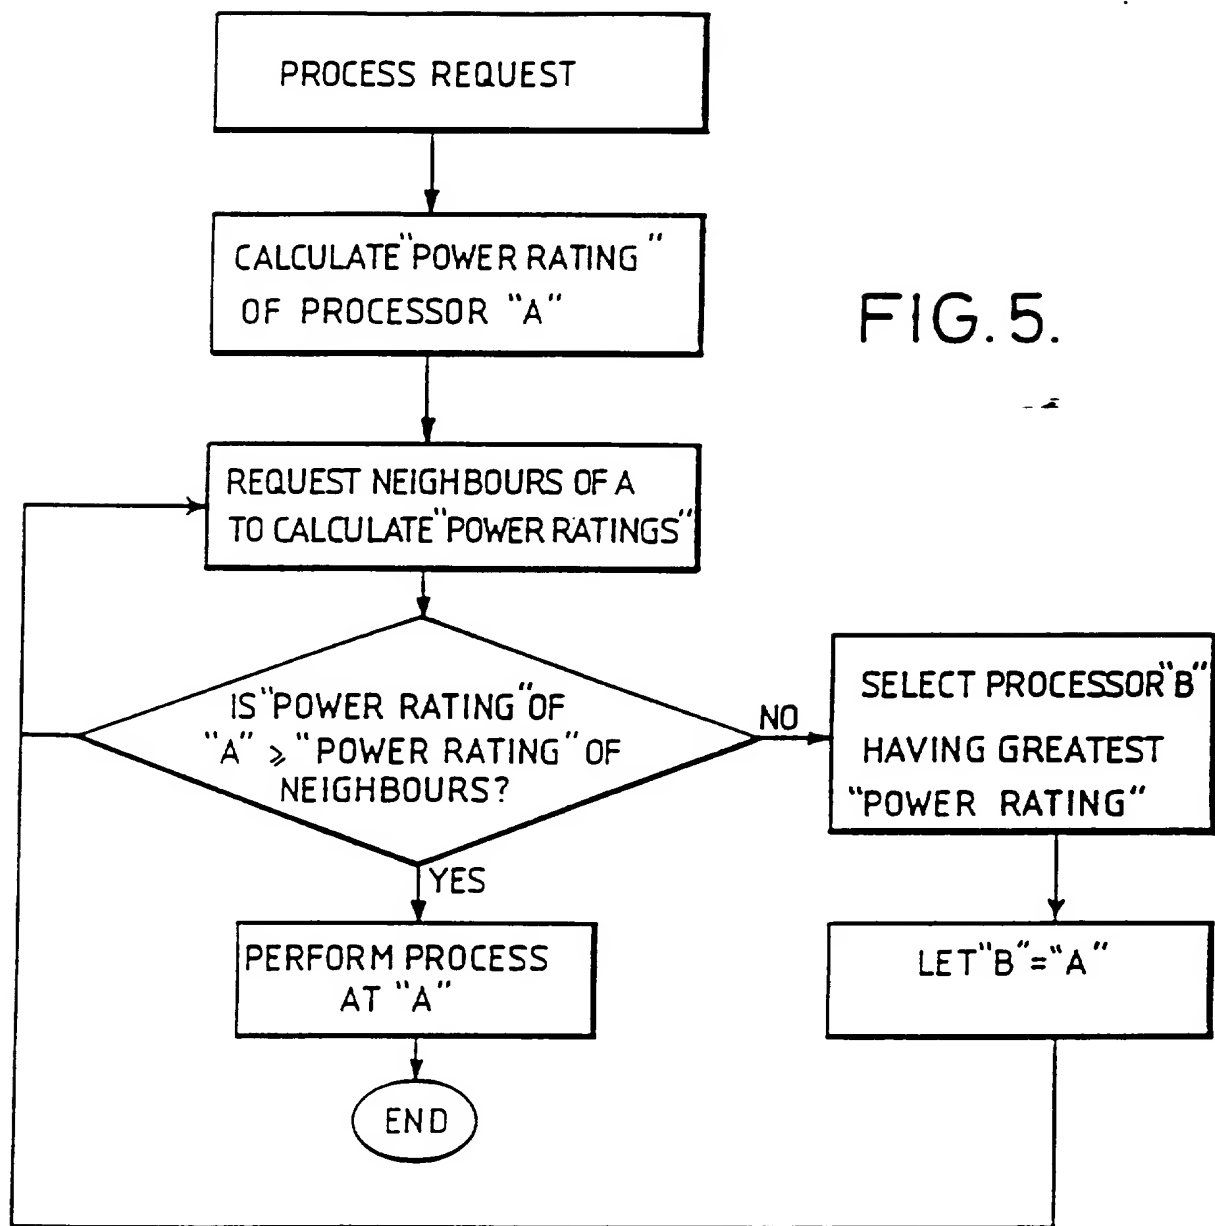 PROCESS REQUEST
CALCULATE "POWER RATING"
OF PROCESSOR "A"
FIG. 5.
REQUEST NEIGHBOURS OF A
TO CALCULATE "POWER RATINGS"
IS "POWER RATING" OF
"A" ⩾ "POWER RATING" OF
NEIGHBOURS?
NO
SELECT PROCESSOR "B"
HAVING GREATEST
"POWER RATING"
YES
PERFORM PROCESS
AT "A"
LET "B" = "A"
END